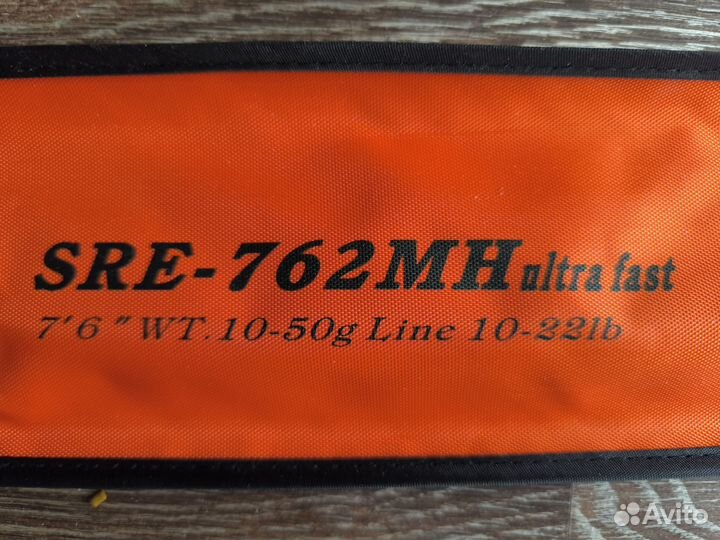 SRE-762MH ultra fast
7'6" WT.10-50g Line 10-22lb
Avito